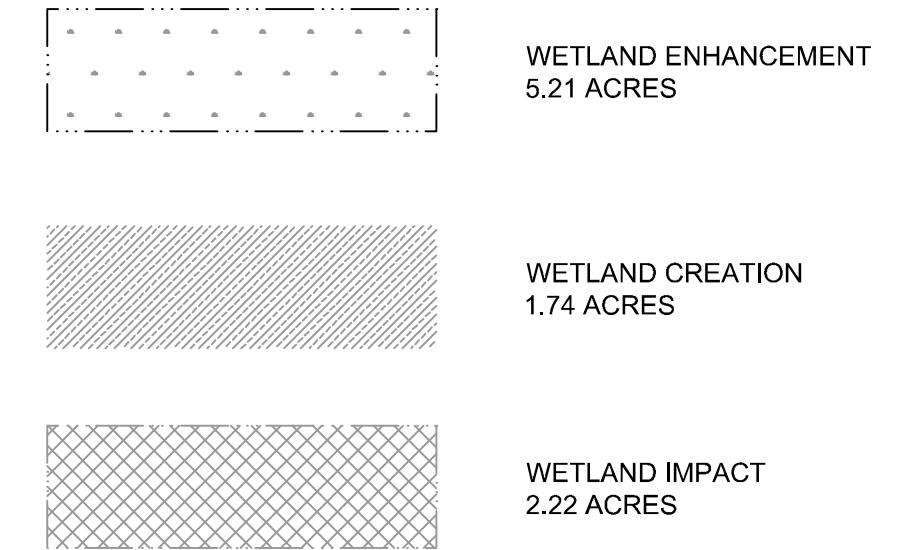 WETLAND ENHANCEMENT
5.21 ACRES
WETLAND CREATION
1.74 ACRES
WETLAND IMPACT
2.22 ACRES